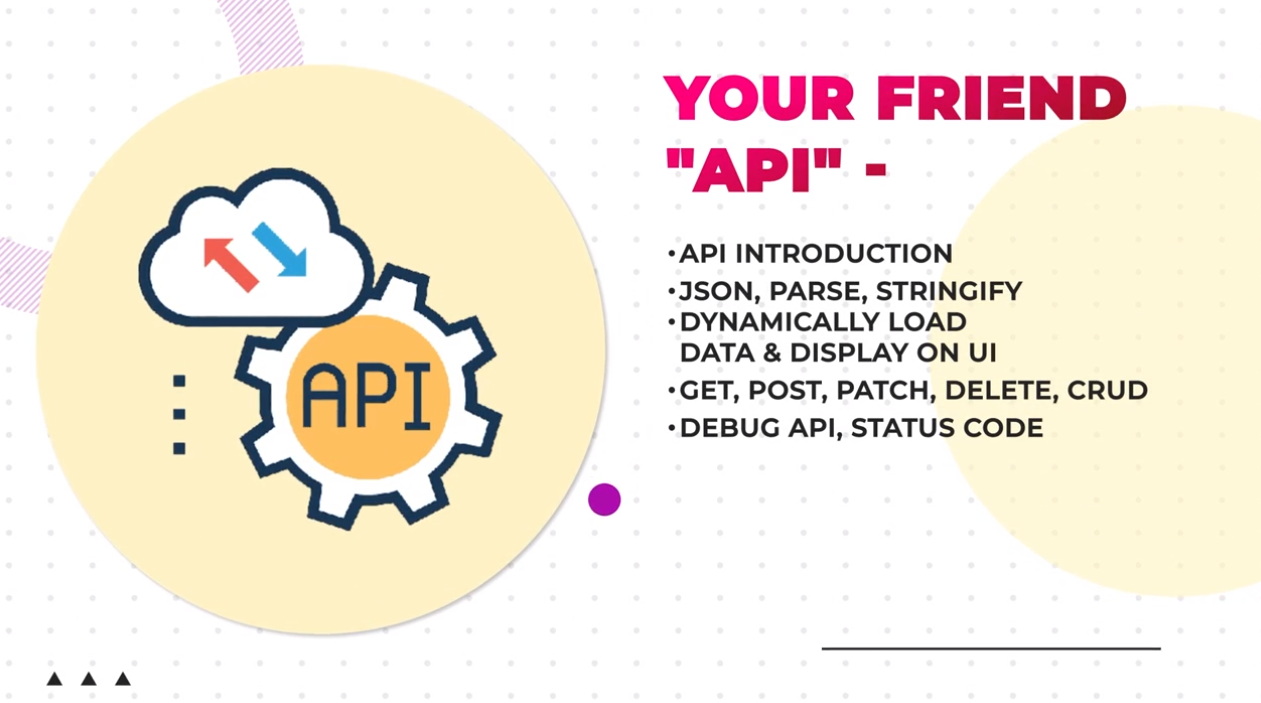 YOUR FRIEND
"API" -
•API INTRODUCTION
•JSON, PARSE, STRINGIFY
•DYNAMICALLY LOAD
DATA & DISPLAY ON UI
•GET, POST, PATCH, DELETE, CRUD
•DEBUG API, STATUS CODE
API